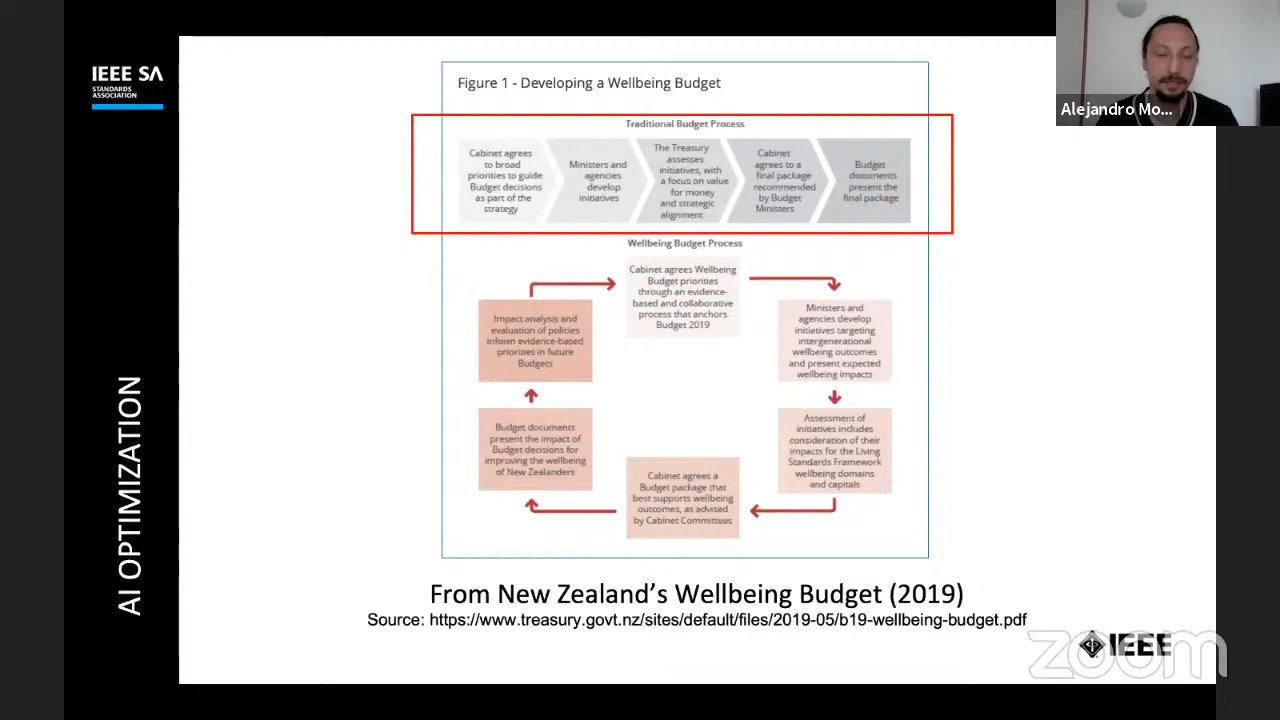 IEEE SA
STANDARDS
ASSOCIATION
AI OPTIMIZATION
Figure 1 - Developing a Wellbeing Budget
Traditional Budget Process
Cabinet agrees
to broad
priorities to guide
Budget decisions
as part of the
strategy
Ministers and
agencies
develop
initiatives
The Treasury
assesses
initiatives, with
a focus on value
for money
and strategic
alignment
Cabinet
agrees to a
final package
recommended
by Budget
Ministers
Budget
documents
present the
final package
Wellbeing Budget Process
Cabinet agrees Wellbeing
Budget priorities
through an evidence-
based and collaborative
process that anchors
Budget 2019
Ministers and
agencies develop
initiatives targeting
intergenerational
wellbeing outcomes
and present expected
wellbeing impacts
Assessment of
initiatives includes
consideration of their
impacts for the Living
Standards Framework
wellbeing domains
and capitals
Cabinet agrees a
Budget package that
best supports wellbeing
outcomes, as advised
by Cabinet Committees
Budget documents
present the impact of
Budget decisions for
improving the wellbeing
of New Zealanders
Impact analysis and
evaluation of policies
inform evidence-based
priorities in future
Budgets
From New Zealand's Wellbeing Budget (2019)
Source: https://www.treasury.govt.nz/sites/default/files/2019-05/b19-wellbeing-budget.pdf
IEEE
zoom
Alejandro Mo...